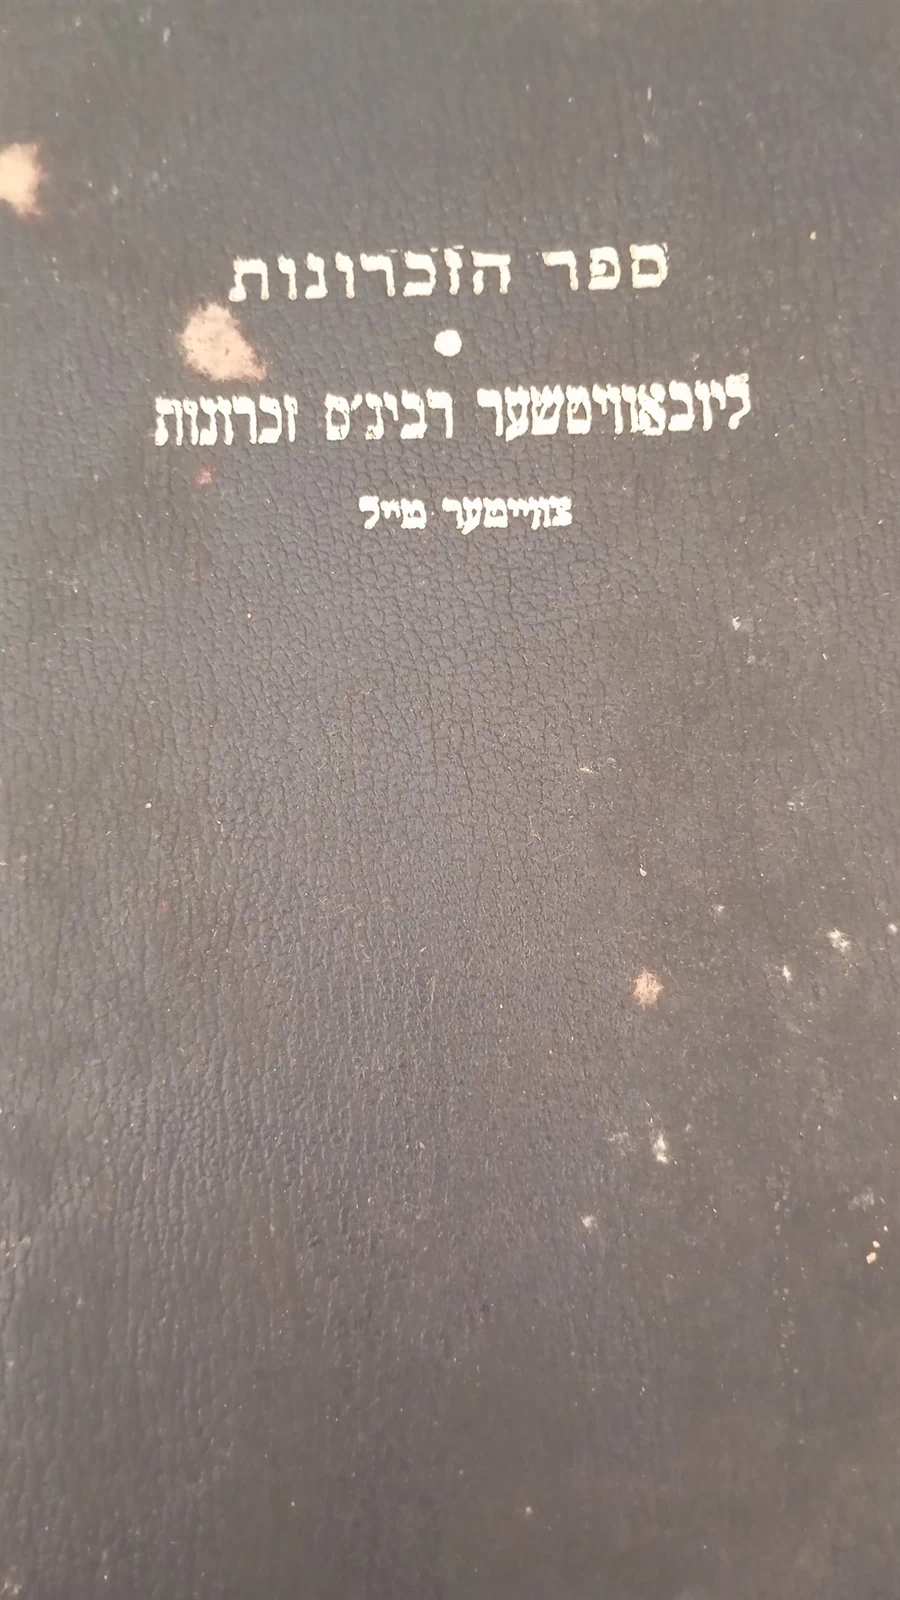 ספר הזכרונות
ליובאוויטשער רבינ׳ס זכרונות
צווייטער טייל